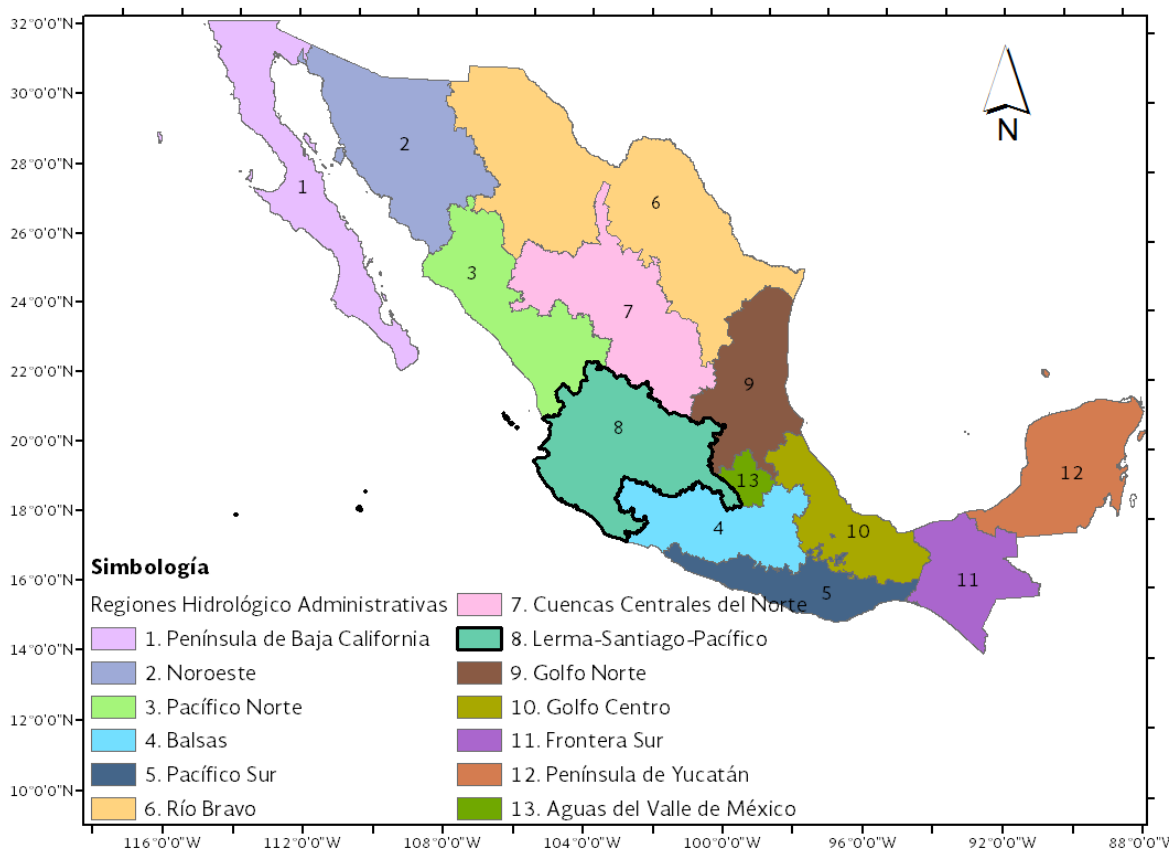 32°0'0"N
30°0'0"N
28°0'0"N
26°0'0"N
24°0'0"N
22°0'0"N
20°0'0"N
18°0'0"N
16°0'0"N
14°0'0"N
12°0'0"N
10°0'0"N
N
1
2
3
6
7
9
8
13
4
10
5
11
12
Simbología
Regiones Hidrológico Administrativas
1. Península de Baja California
2. Noroeste
3. Pacífico Norte
4. Balsas
5. Pacífico Sur
6. Río Bravo
7. Cuencas Centrales del Norte
8. Lerma-Santiago-Pacífico
9. Golfo Norte
10. Golfo Centro
11. Frontera Sur
12. Península de Yucatán
13. Aguas del Valle de México
116°0'0"W 112°0'0"W 108°0'0"W 104°0'0"W 100°0'0"W 96°0'0"W 92°0'0"W 88°0'0"W